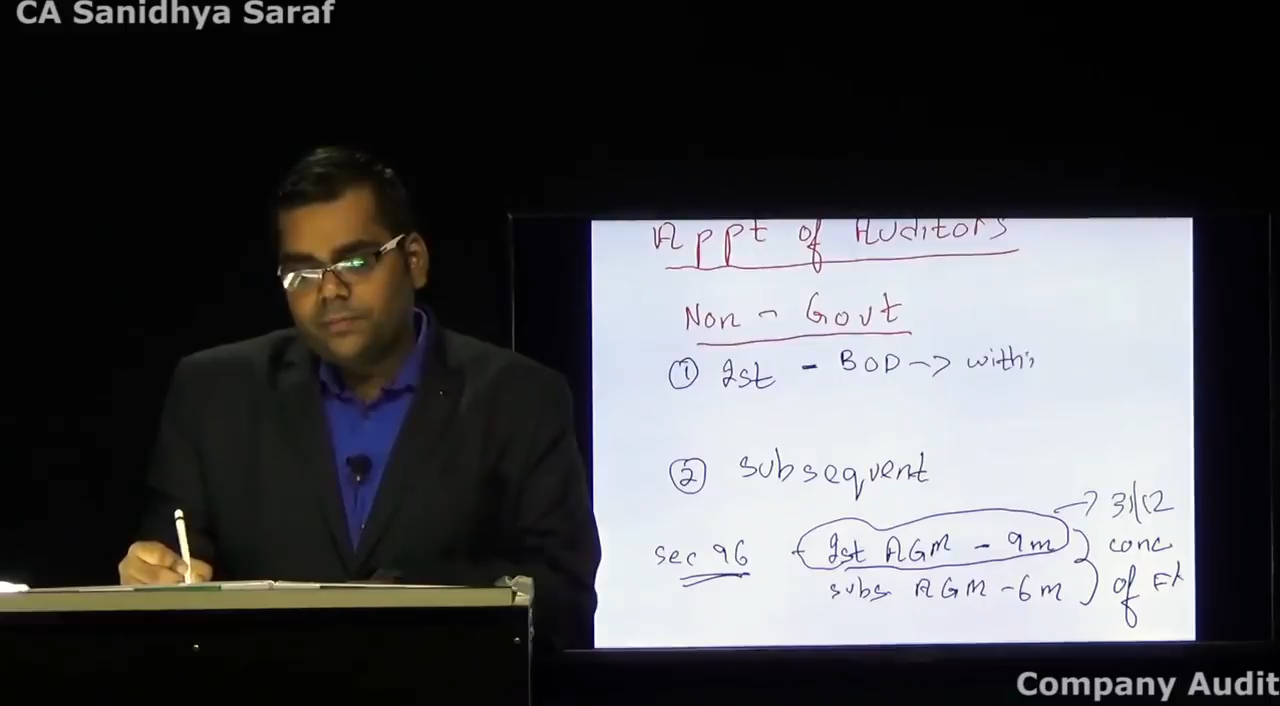 CA Sanidhya Saraf
Appt of Auditors
Non - Govt
① 1st - BOD → withi
② subsequent
→ 31/12
sec 96 1st AGM - 9m conc
subs AGM - 6m of
Company Audit